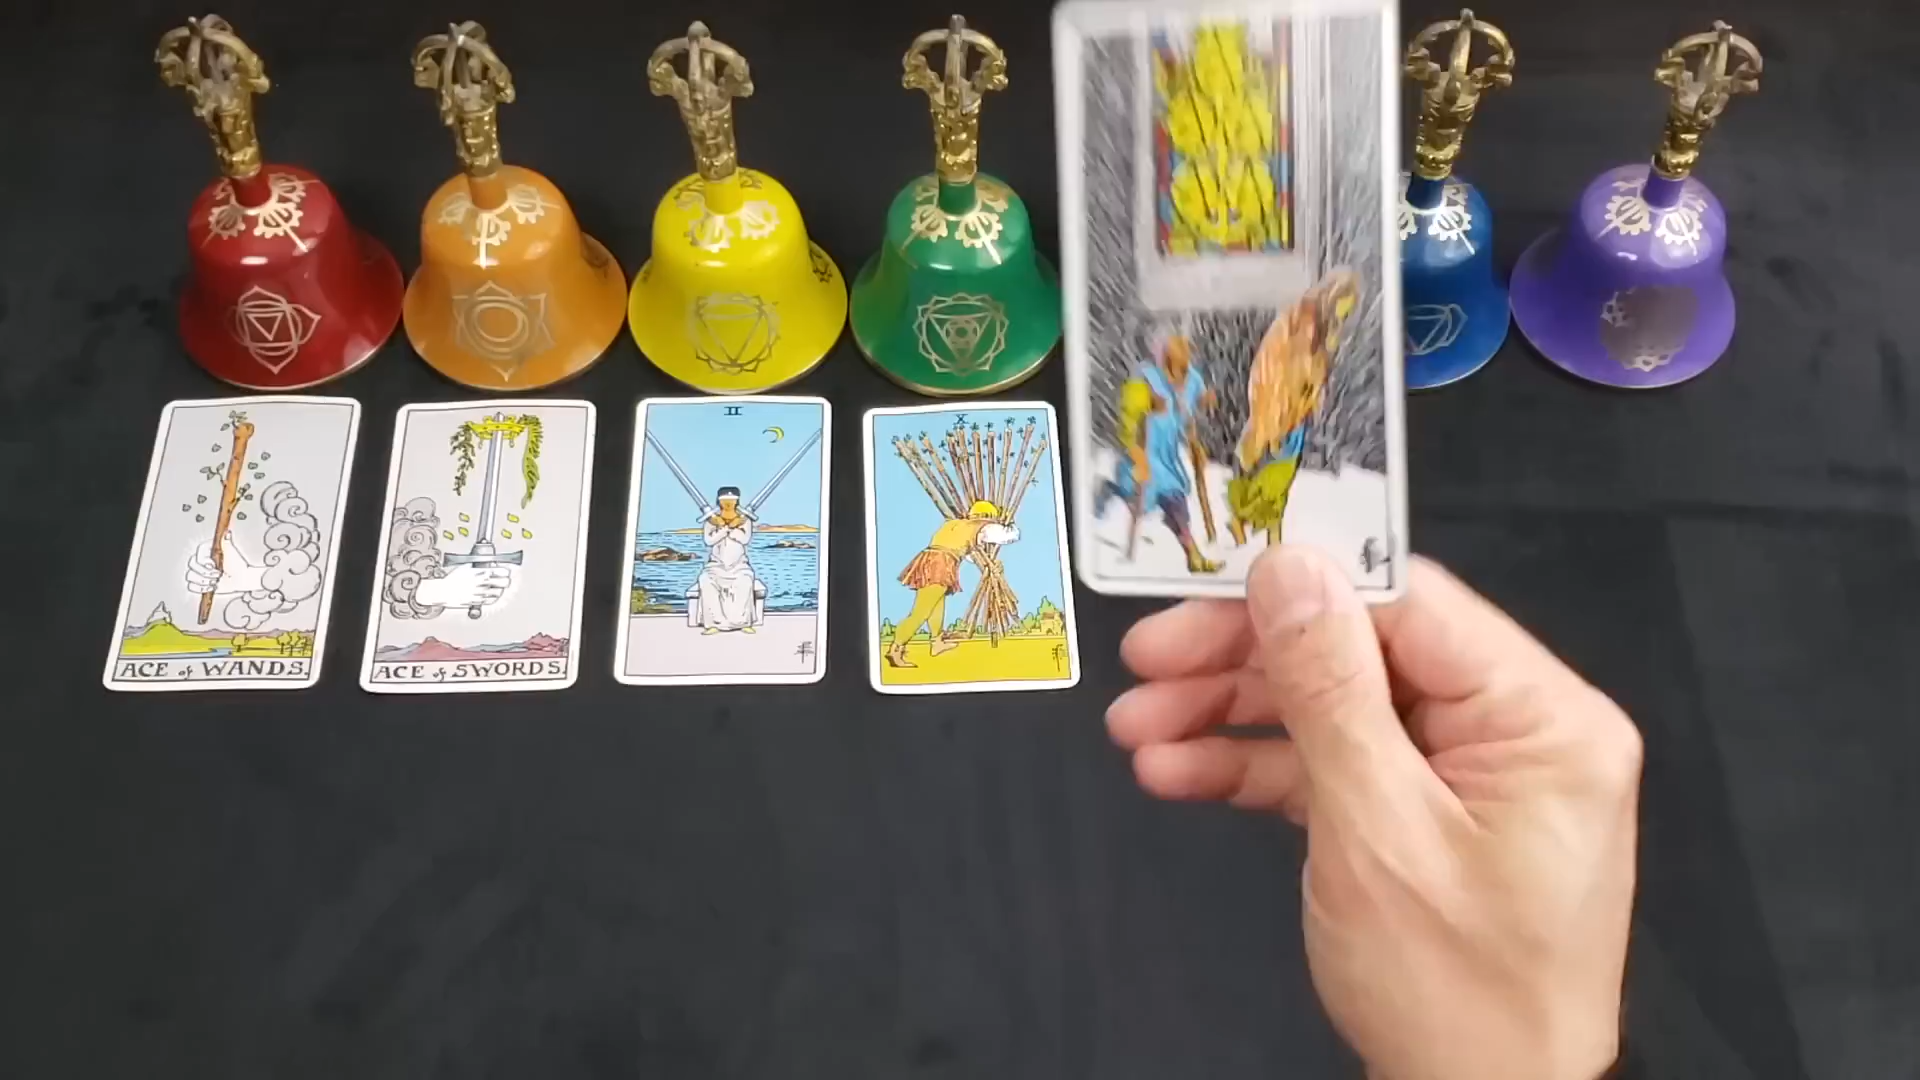 II
X
ACE of WANDS.
ACE of SWORDS.